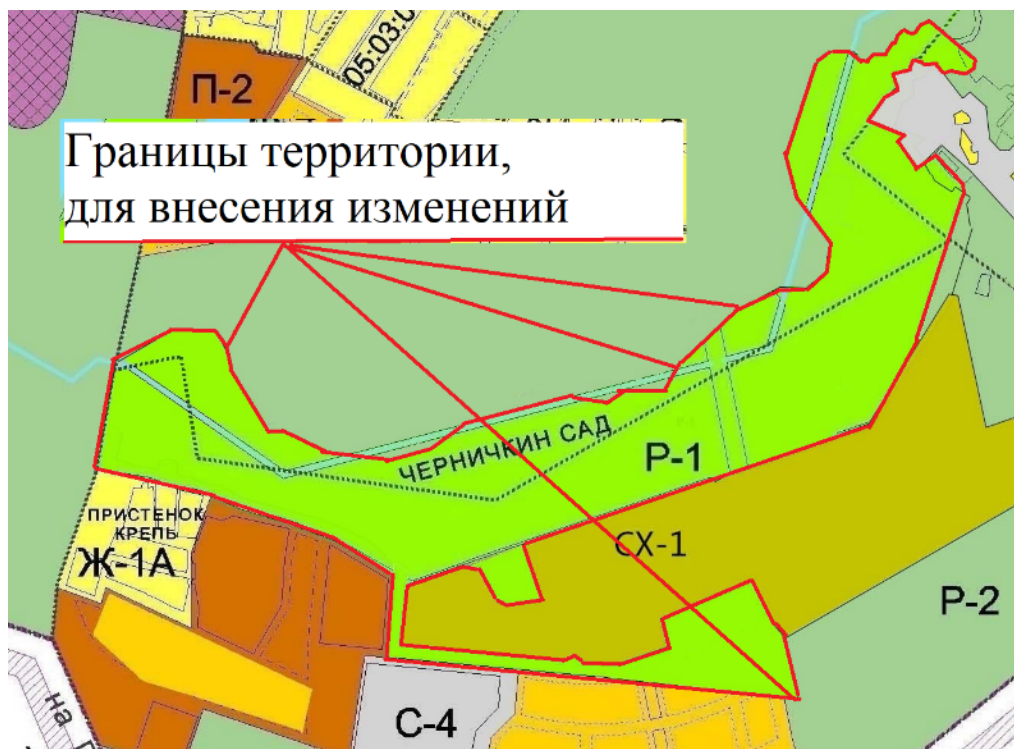 П-2
05:03:0
Границы территории,
для внесения изменений
ЧЕРНИЧКИН САД
Р-1
ПРИСТЕНОК
КРЕПЬ
Ж-1А
СХ-1
Р-2
С-4
на